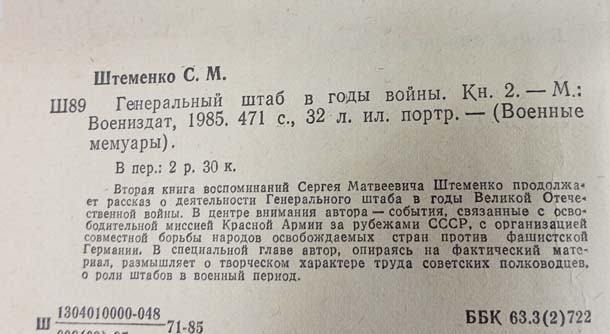 Штеменко С. М.
Ш89 Генеральный штаб в годы войны. Кн. 2. — М.:
Воениздат, 1985. 471 с., 32 л. ил. портр. — (Военные
мемуары).
В пер.: 2 р. 30 к.
Вторая книга воспоминаний Сергея Матвеевича Штеменко продолжа-
ет рассказ о деятельности Генерального штаба в годы Великой Отече-
ственной войны. В центре внимания автора — события, связанные с осво-
бодительной миссией Красной Армии за рубежами СССР, с организацией
совместной борьбы народов освобождаемых стран против фашистской
Германии. В специальной главе автор, опираясь на фактический мате-
риал, размышляет о творческом характере труда советских полководцев,
о роли штабов в военный период.
1304010000-048
Ш 71-85
ББК 63.3(2)722